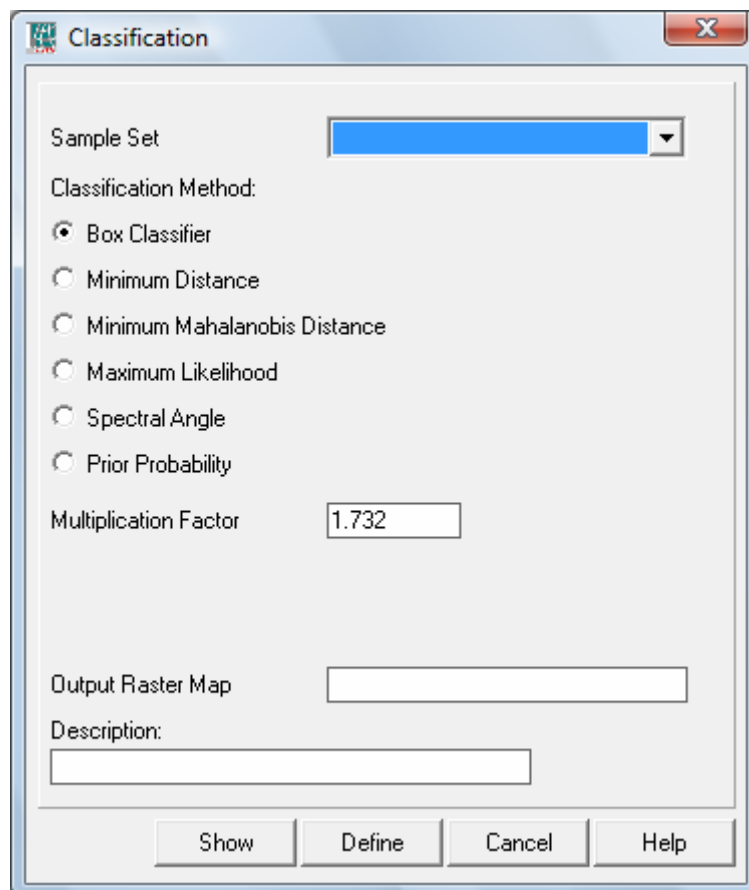 Classification
Sample Set
Classification Method:
Box Classifier
Minimum Distance
Minimum Mahalanobis Distance
Maximum Likelihood
Spectral Angle
Prior Probability
Multiplication Factor 1.732
Output Raster Map
Description:
Show Define Cancel Help